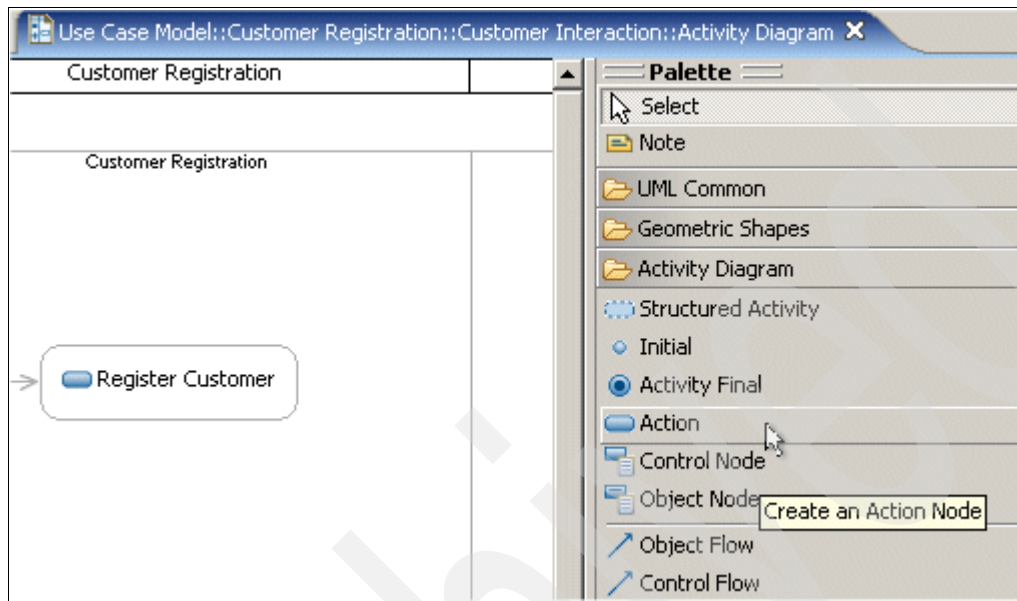 Use Case Model::Customer Registration::Customer Interaction::Activity Diagram
Customer Registration
Customer Registration
Register Customer
Palette
Select
Note
UML Common
Geometric Shapes
Activity Diagram
Structured Activity
Initial
Activity Final
Action
Control Node
Object Node
Create an Action Node
Object Flow
Control Flow